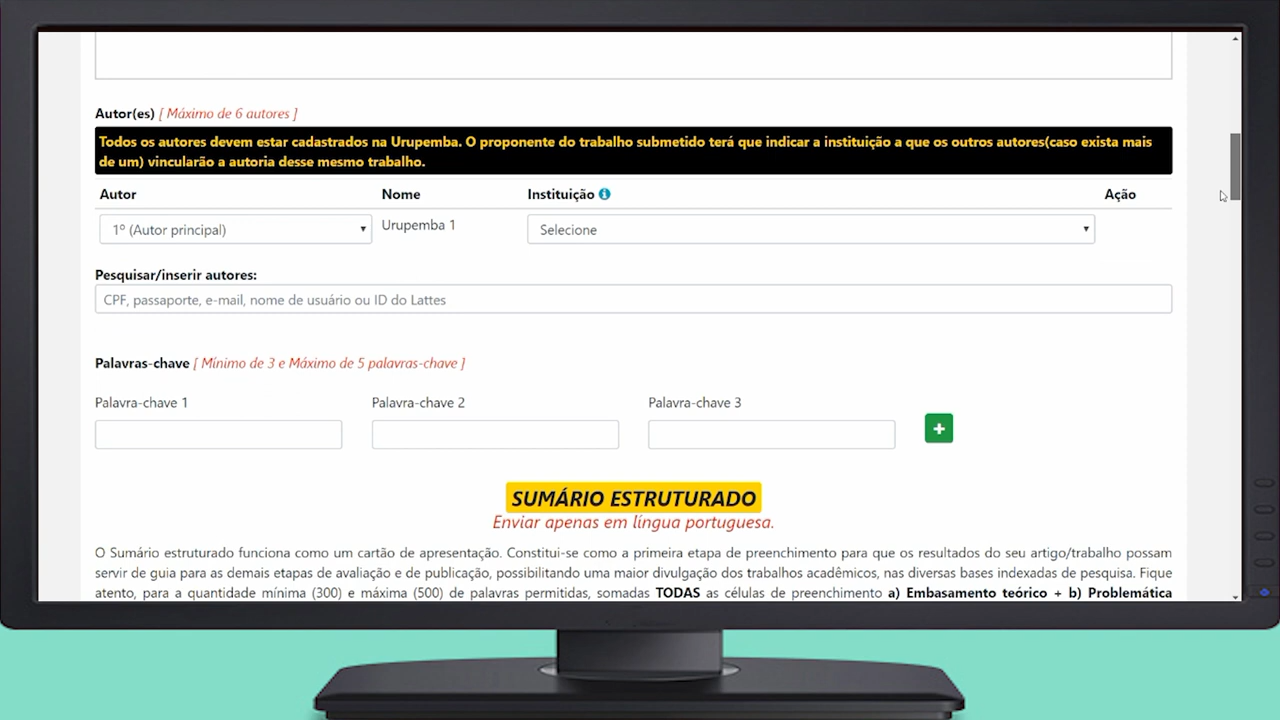 Autor(es) [ Máximo de 6 autores ]
Todos os autores devem estar cadastrados na Urupemba. O proponente do trabalho submetido terá que indicar a instituição a que os outros autores(caso exista mais
de um) vincularão a autoria desse mesmo trabalho.
Autor Nome Instituição Ação
1º (Autor principal) Urupemba 1 Selecione
Pesquisar/inserir autores:
CPF, passaporte, e-mail, nome de usuário ou ID do Lattes
Palavras-chave [ Mínimo de 3 e Máximo de 5 palavras-chave ]
Palavra-chave 1 Palavra-chave 2 Palavra-chave 3
SUMÁRIO ESTRUTURADO
Enviar apenas em língua portuguesa.
O Sumário estruturado funciona como um cartão de apresentação. Constitui-se como a primeira etapa de preenchimento para que os resultados do seu artigo/trabalho possam
servir de guia para as demais etapas de avaliação e de publicação, possibilitando uma maior divulgação dos trabalhos acadêmicos, nas diversas bases indexadas de pesquisa. Fique
atento, para a quantidade mínima (300) e máxima (500) de palavras permitidas, somadas TODAS as células de preenchimento a) Embasamento teórico + b) Problemática